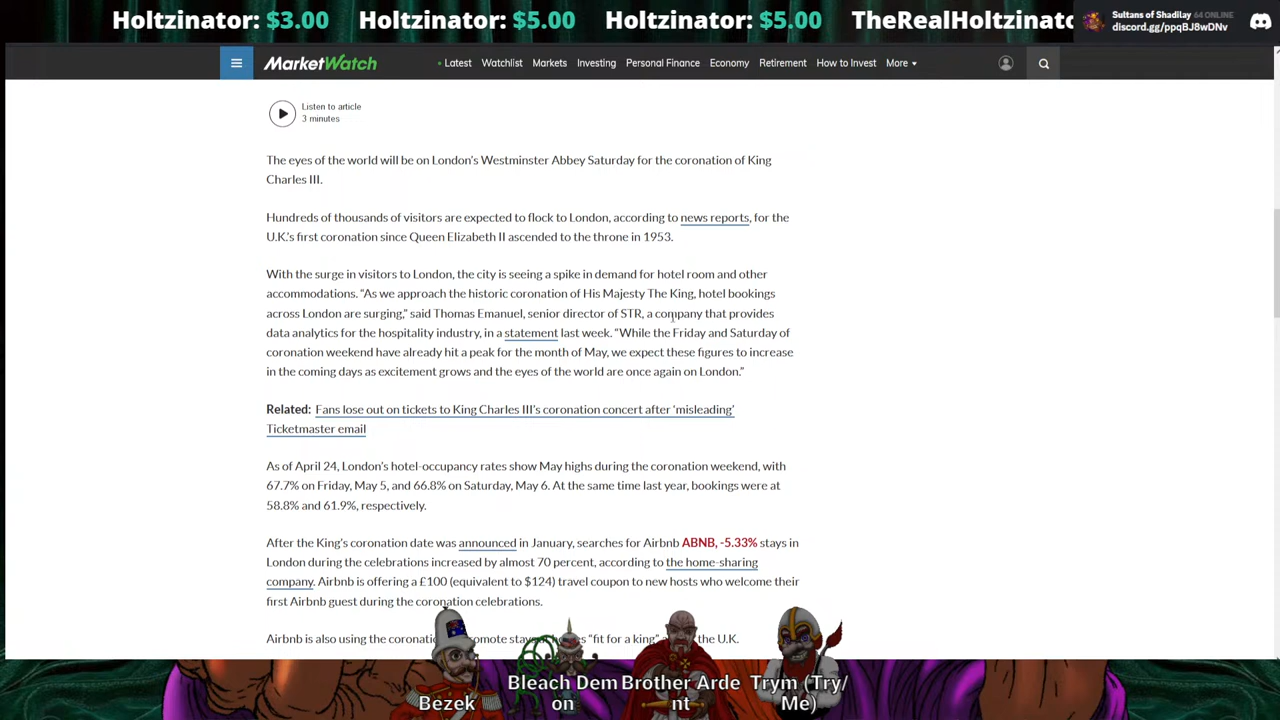 Holtzinator: $3.00 Holtzinator: $5.00 Holtzinator: $5.00 TheRealHoltzinato
Sultans of Shadilay 64 ONLINE
discord.gg/ppqBJ8wDNv
MarketWatch Latest Watchlist Markets Investing Personal Finance Economy Retirement How to Invest More
Listen to article
3 minutes
The eyes of the world will be on London's Westminster Abbey Saturday for the coronation of King
Charles III.
Hundreds of thousands of visitors are expected to flock to London, according to news reports, for the
U.K.'s first coronation since Queen Elizabeth II ascended to the throne in 1953.
With the surge in visitors to London, the city is seeing a spike in demand for hotel room and other
accommodations. “As we approach the historic coronation of His Majesty The King, hotel bookings
across London are surging,” said Thomas Emanuel, senior director of STR, a company that provides
data analytics for the hospitality industry, in a statement last week. “While the Friday and Saturday of
coronation weekend have already hit a peak for the month of May, we expect these figures to increase
in the coming days as excitement grows and the eyes of the world are once again on London.”
Related: Fans lose out on tickets to King Charles III's coronation concert after ‘misleading’
Ticketmaster email
As of April 24, London's hotel-occupancy rates show May highs during the coronation weekend, with
67.7% on Friday, May 5, and 66.8% on Saturday, May 6. At the same time last year, bookings were at
58.8% and 61.9%, respectively.
After the King's coronation date was announced in January, searches for Airbnb ABNB, -5.33% stays in
London during the celebrations increased by almost 70 percent, according to the home-sharing
company. Airbnb is offering a £100 (equivalent to $124) travel coupon to new hosts who welcome their
first Airbnb guest during the coronation celebrations.
Airbnb is also using the coronati omote stays s “fit for a king” the U.K.
Bezek
Bleach Dem
on
Brother Arde
nt
Trym (Try/
Me)